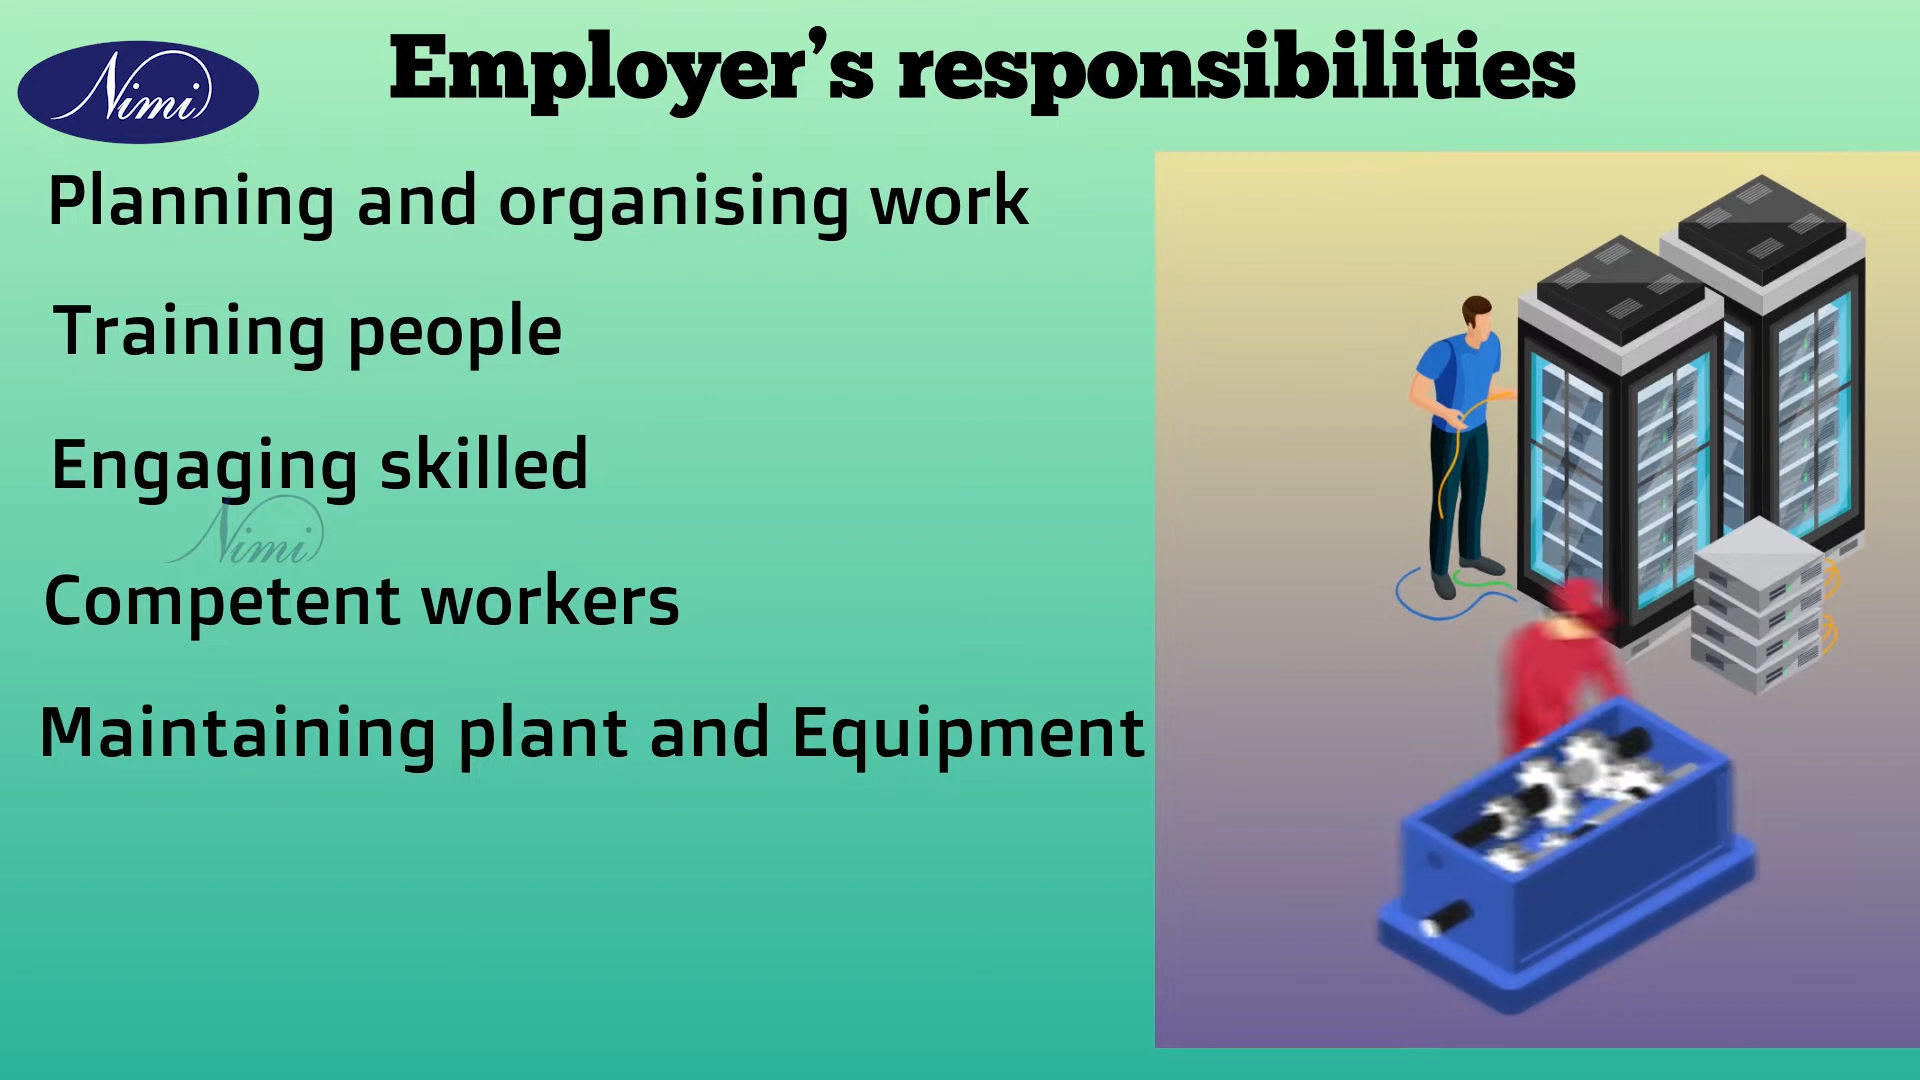 Nimi
Employer's responsibilities
Planning and organising work
Training people
Engaging skilled
Nimi
Competent workers
Maintaining plant and Equipment